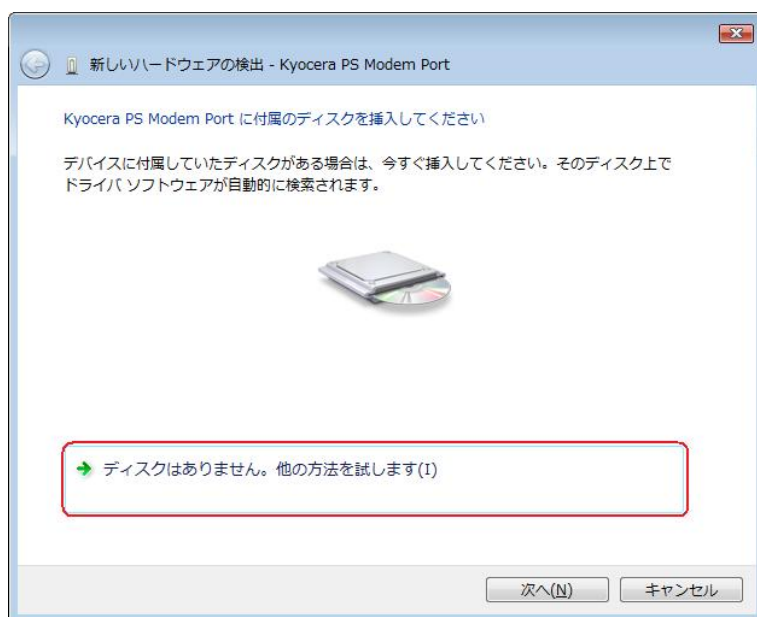 新しいハードウェアの検出 - Kyocera PS Modem Port
Kyocera PS Modem Port に付属のディスクを挿入してください
デバイスに付属していたディスクがある場合は、今すぐ挿入してください。そのディスク上で
ドライバ ソフトウェアが自動的に検索されます。
ディスクはありません。他の方法を試します(I)
次へ(N) キャンセル